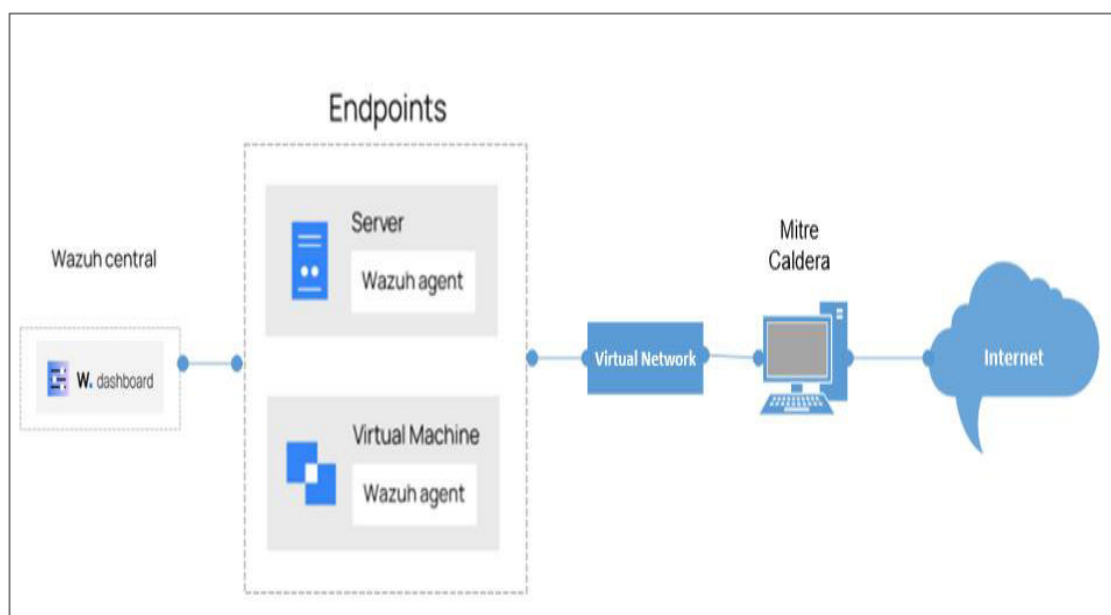 Endpoints
Wazuh central
W. dashboard
Server
Wazuh agent
Virtual Machine
Wazuh agent
Virtual Network
Mitre
Caldera
Internet